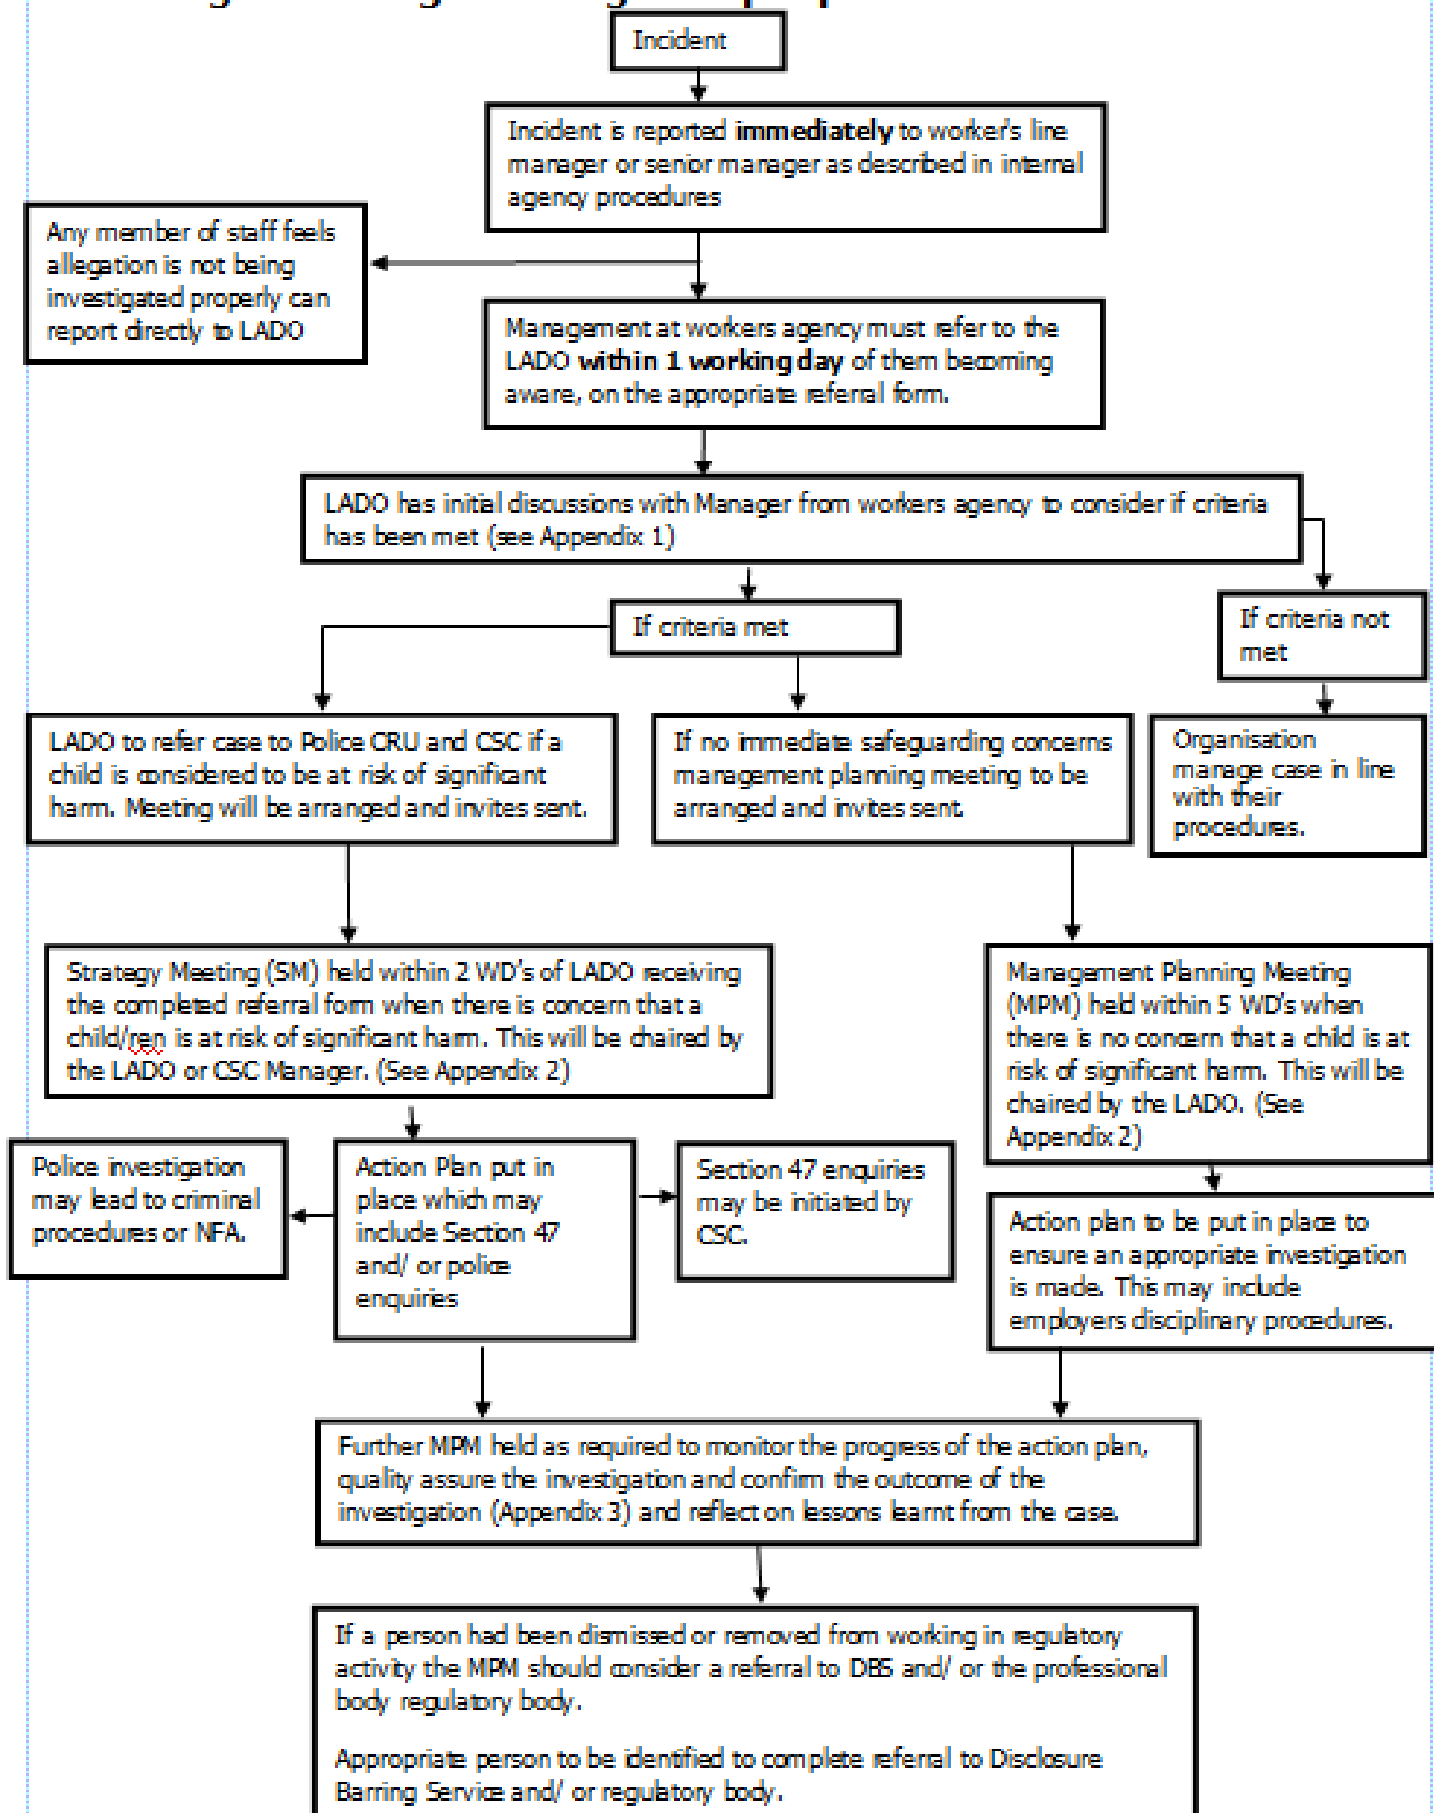 Incident
Incident is reported immediately to worker's line
manager or senior manager as described in internal
agency procedures
Any member of staff feels
allegation is not being
investigated properly can
report directly to LADO
Management at workers agency must refer to the
LADO within 1 working day of them becoming
aware, on the appropriate referral form.
LADO has initial discussions with Manager from workers agency to consider if criteria
has been met (see Appendix 1)
If criteria met
If criteria not
met
LADO to refer case to Police CRU and CSC if a
child is considered to be at risk of significant
harm. Meeting will be arranged and invites sent.
If no immediate safeguarding concerns
management planning meeting to be
arranged and invites sent.
Organisation
manage case in line
with their
procedures.
Strategy Meeting (SM) held within 2 WD's of LADO receiving
the completed referral form when there is concern that a
child/ren is at risk of significant harm. This will be chaired by
the LADO or CSC Manager. (See Appendix 2)
Management Planning Meeting
(MPM) held within 5 WD's when
there is no concern that a child is at
risk of significant harm. This will be
chaired by the LADO. (See
Appendix 2)
Police investigation
may lead to criminal
procedures or NFA.
Action Plan put in
place which may
include Section 47
and/ or police
enquiries
Section 47 enquiries
may be initiated by
CSC.
Action plan to be put in place to
ensure an appropriate investigation
is made. This may include
employers disciplinary procedures.
Further MPM held as required to monitor the progress of the action plan,
quality assure the investigation and confirm the outcome of the
investigation (Appendix 3) and reflect on lessons learnt from the case.
If a person had been dismissed or removed from working in regulatory
activity the MPM should consider a referral to DBS and/ or the professional
body regulatory body.
Appropriate person to be identified to complete referral to Disclosure
Barring Service and/ or regulatory body.